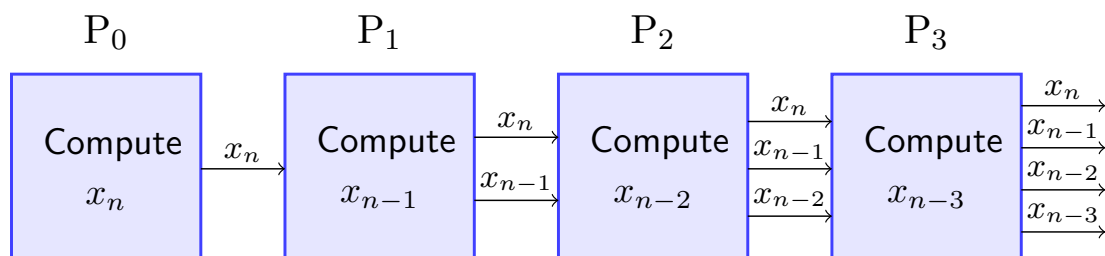 P₀ P₁ P₂ P₃
Compute
xₙ
xₙ
Compute
xₙ₋₁
xₙ
xₙ₋₁
Compute
xₙ₋₂
xₙ
xₙ₋₁
xₙ₋₂
Compute
xₙ₋₃
xₙ
xₙ₋₁
xₙ₋₂
xₙ₋₃